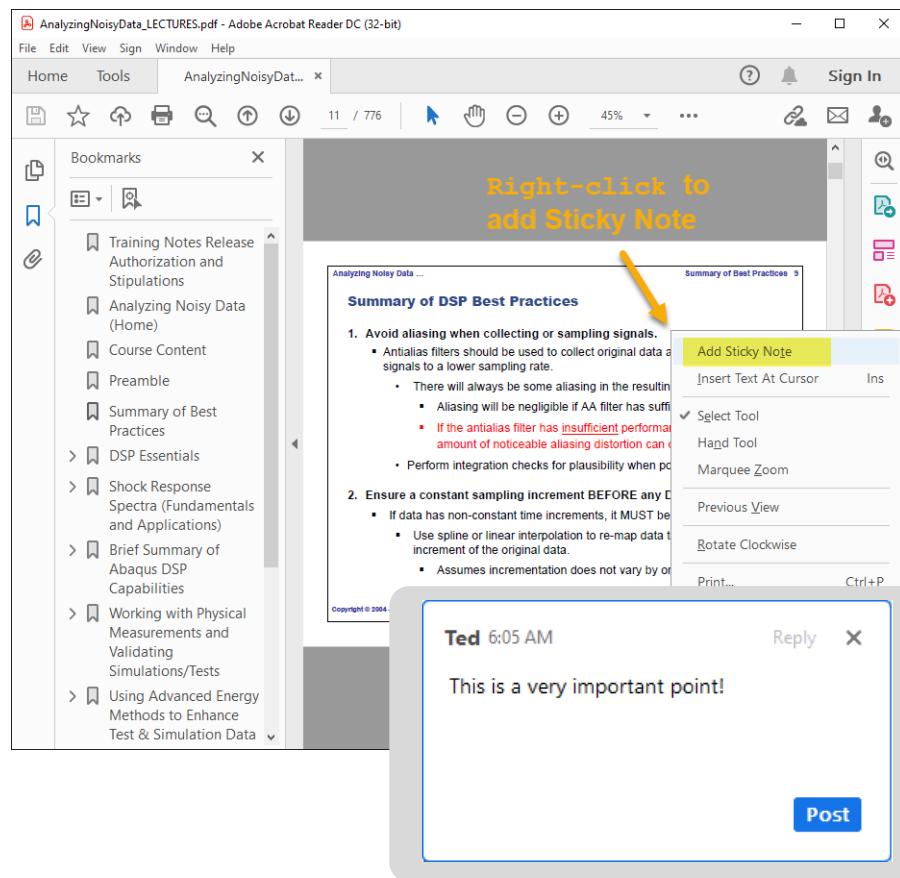 AnalyzingNoisyData_LECTURES.pdf - Adobe Acrobat Reader DC (32-bit)
File Edit View Sign Window Help
Home Tools AnalyzingNoisyDat... × Sign In
11 / 776 45%
Bookmarks
Training Notes Release
Authorization and
Stipulations
Analyzing Noisy Data
(Home)
Course Content
Preamble
Summary of Best
Practices
DSP Essentials
Shock Response
Spectra (Fundamentals
and Applications)
Brief Summary of
Abaqus DSP
Capabilities
Working with Physical
Measurements and
Validating
Simulations/Tests
Using Advanced Energy
Methods to Enhance
Test & Simulation Data
Right-click to
add Sticky Note
Analyzing Noisy Data ... Summary of Best Practices 9
Summary of DSP Best Practices
1. Avoid aliasing when collecting or sampling signals.
Antialias filters should be used to collect original data a
signals to a lower sampling rate.
There will always be some aliasing in the resultin
Aliasing will be negligible if AA filter has suffi
If the antialias filter has insufficient performa
amount of noticeable aliasing distortion can
Perform integration checks for plausibility when po
2. Ensure a constant sampling increment BEFORE any D
If data has non-constant time increments, it MUST be
Use spline or linear interpolation to re-map data t
increment of the original data.
Assumes incrementation does not vary by or
Copyright © 2004
Add Sticky Note
Insert Text At Cursor Ins
Select Tool
Hand Tool
Marquee Zoom
Previous View
Rotate Clockwise
Print... Ctrl+P
Ted 6:05 AM Reply
This is a very important point!
Post